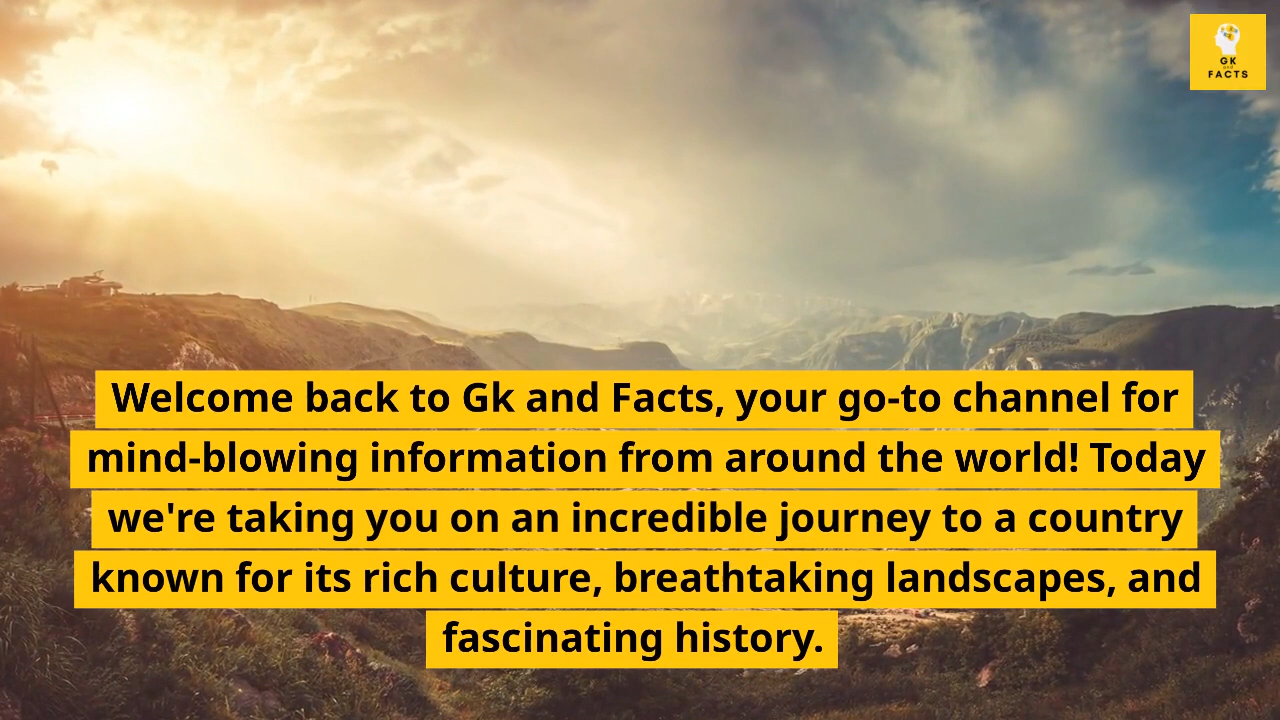 GK
and
FACTS
Welcome back to Gk and Facts, your go-to channel for
mind-blowing information from around the world! Today
we're taking you on an incredible journey to a country
known for its rich culture, breathtaking landscapes, and
fascinating history.